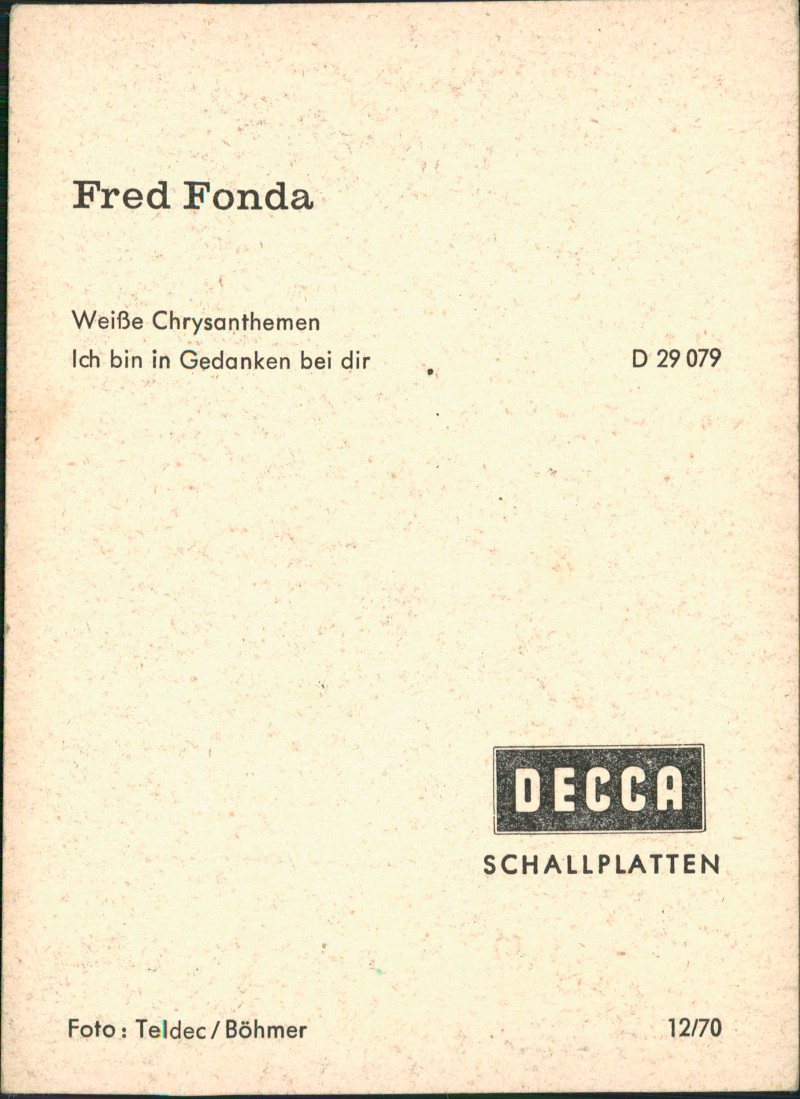 Fred Fonda
Weiße Chrysanthemen
Ich bin in Gedanken bei dir D 29 079
DECCA
SCHALLPLATTEN
Foto: Teldec/Böhmer 12/70